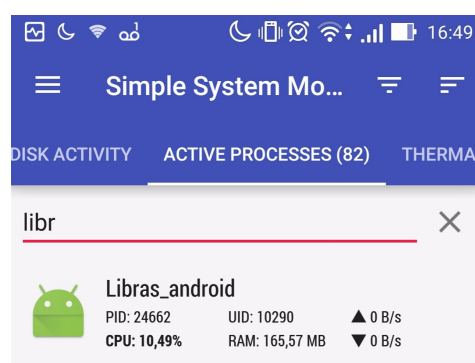 16:49
Simple System Mo...
DISK ACTIVITY ACTIVE PROCESSES (82) THERMA
libr
Libras_android
PID: 24662 UID: 10290 ▲ 0 B/s
CPU: 10,49% RAM: 165,57 MB ▼ 0 B/s